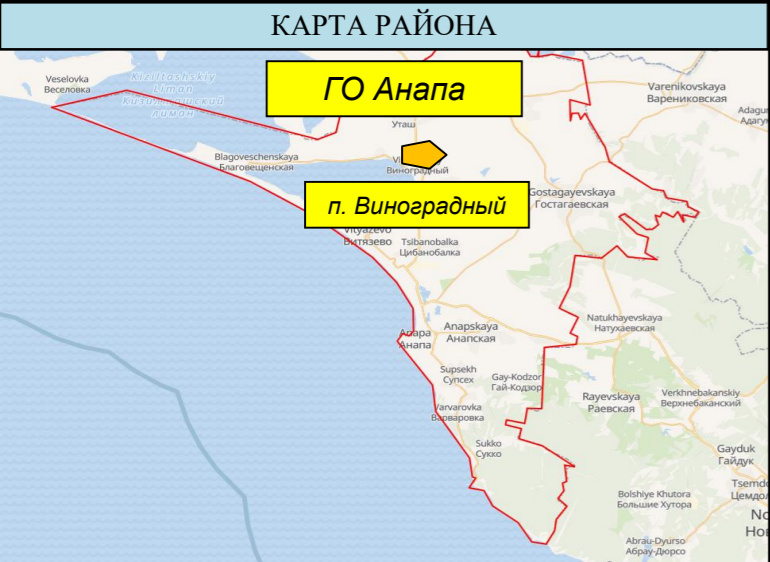 КАРТА РАЙОНА
Veselovka
Веселовка
Kiziltashskiy
Liman
Кизилташский
лиман
ГО Анапа
Varenikovskaya
Варениковская
Уташ
Blagoveschenskaya
Благовещенская
Виноградный
п. Виноградный
Gostagayevskaya
Гостагаевская
Vityazevo
Витязево
Tsibanobalka
Цибанобалка
Anapa
Анапа
Anapskaya
Анапская
Natukhayevskaya
Натухаевская
Supsekh
Супсех
Gay-Kodzor
Гай-Кодзор
Rayevskaya
Раевская
Verkhnebakanskiy
Верхнебаканский
Varvarovka
Варваровка
Sukko
Сукко
Gayduk
Гайдук
Bolshiye Khutora
Большие Хутора
Abrau-Dyurso
Абрау-Дюрсо